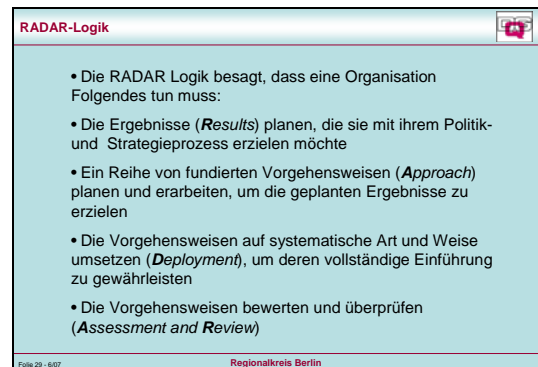 RADAR-Logik
• Die RADAR Logik besagt, dass eine Organisation
Folgendes tun muss:
• Die Ergebnisse (Results) planen, die sie mit ihrem Politik-
und Strategieprozess erzielen möchte
• Ein Reihe von fundierten Vorgehensweisen (Approach)
planen und erarbeiten, um die geplanten Ergebnisse zu
erzielen
• Die Vorgehensweisen auf systematische Art und Weise
umsetzen (Deployment), um deren vollständige Einführung
zu gewährleisten
• Die Vorgehensweisen bewerten und überprüfen
(Assessment and Review)
Folie 29 - 6/07
Regionalkreis Berlin